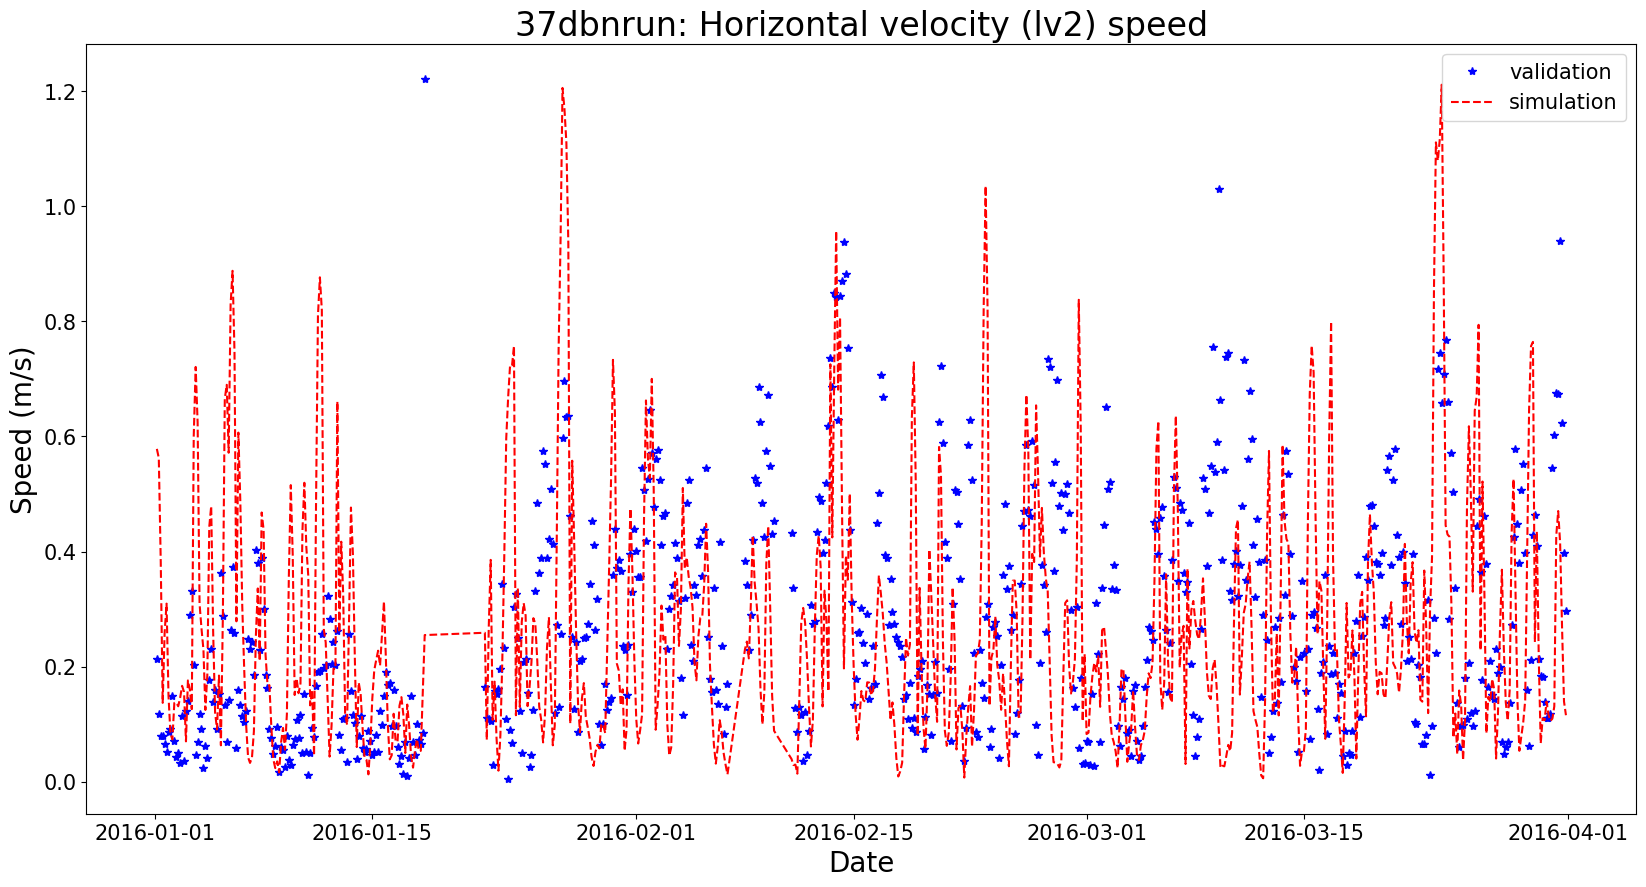 37dbnrun: Horizontal velocity (lv2) speed
validation
simulation
Speed (m/s)
1.2
1.0
0.8
0.6
0.4
0.2
0.0
2016-01-01
2016-01-15
2016-02-01
2016-02-15
2016-03-01
2016-03-15
2016-04-01
Date